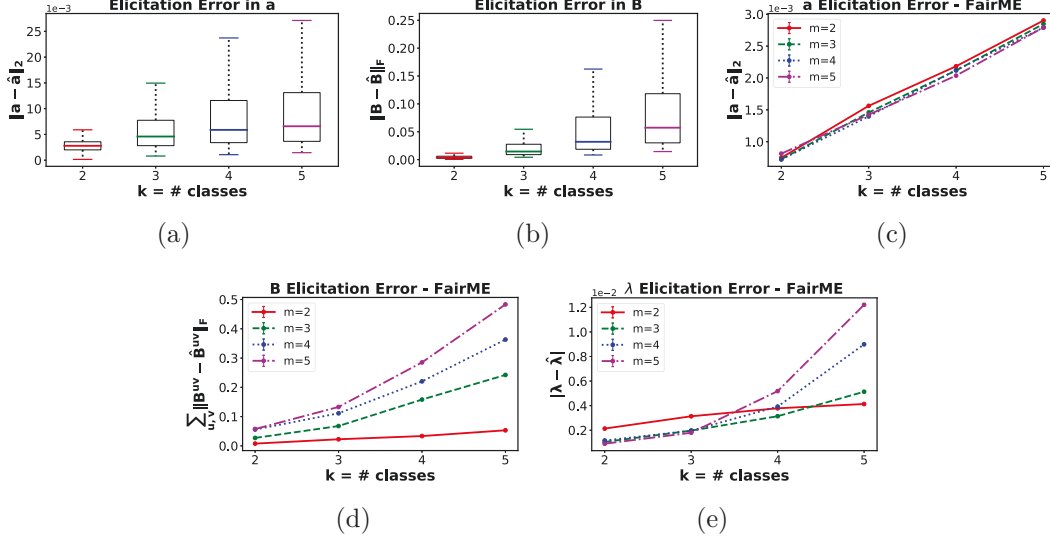 Elicitation Error in a
1e−3
25
20
15
10
5
0
‖a − â‖₂
2 3 4 5
k = # classes
(a)
Elicitation Error in B
0.25
0.20
0.15
0.10
0.05
0.00
‖B − B̂‖F
2 3 4 5
k = # classes
(b)
a Elicitation Error - FairME
1e−3
3.0
2.5
2.0
1.5
1.0
‖a − â‖₂
m=2
m=3
m=4
m=5
2 3 4 5
k = # classes
(c)
B Elicitation Error - FairME
0.5
0.4
0.3
0.2
0.1
0.0
∑u,v ‖Bᵘᵛ − B̂ᵘᵛ‖F
m=2
m=3
m=4
m=5
2 3 4 5
k = # classes
(d)
λ Elicitation Error - FairME
1e−2
1.2
1.0
0.8
0.6
0.4
0.2
|λ − λ̂|
m=2
m=3
m=4
m=5
2 3 4 5
k = # classes
(e)